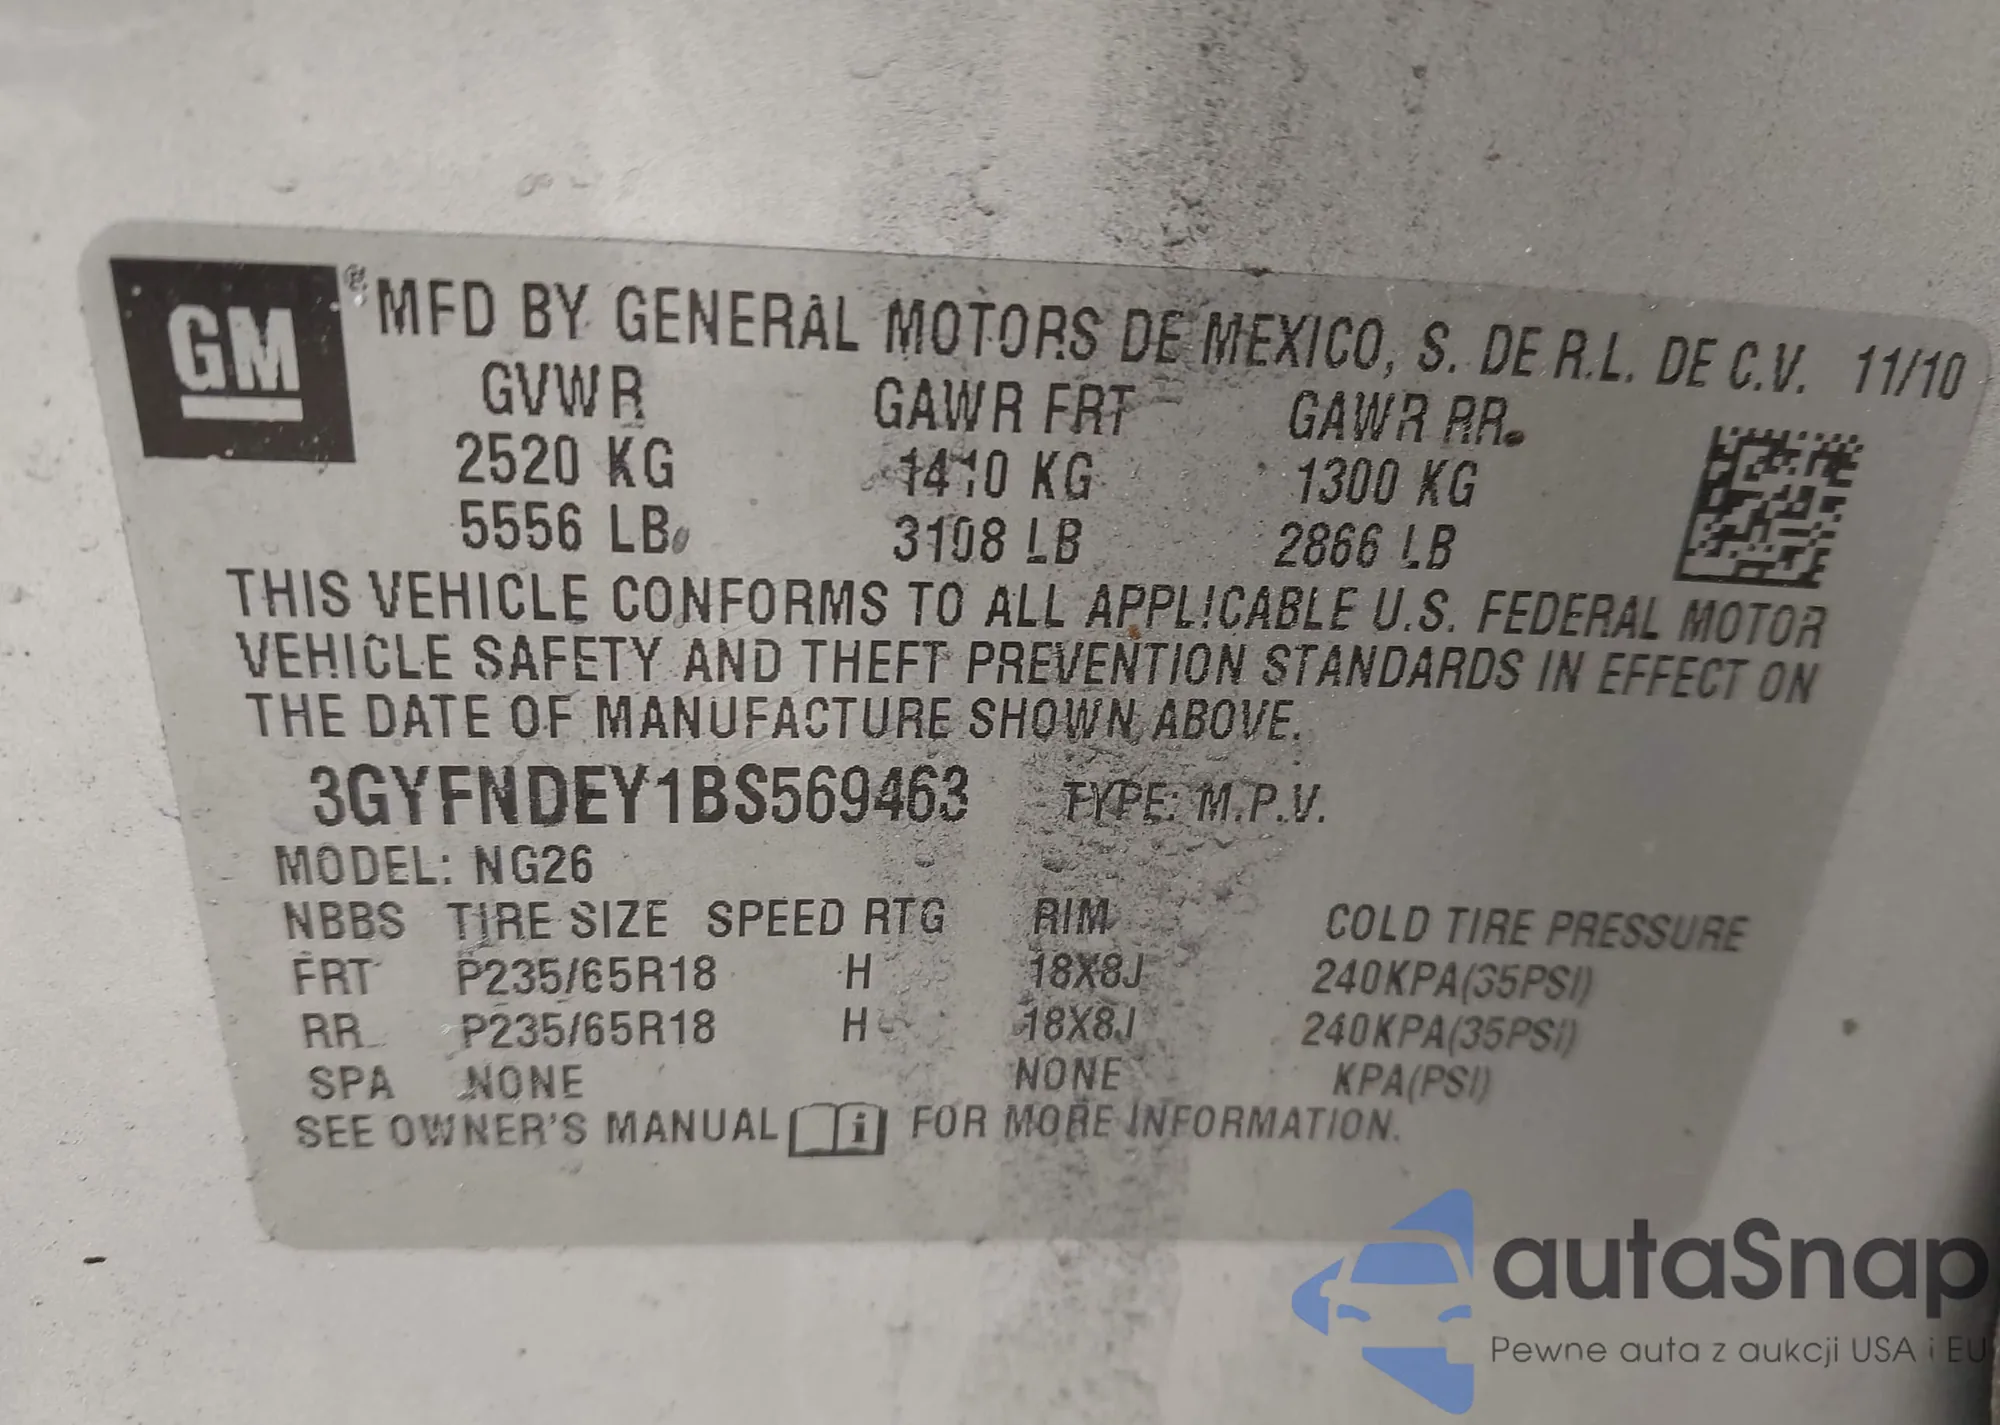 GM ® MFD BY GENERAL MOTORS DE MEXICO, S. DE R.L. DE C.V. 11/10
GVWR GAWR FRT GAWR RR
2520 KG 1410 KG 1300 KG
5556 LB 3108 LB 2866 LB
THIS VEHICLE CONFORMS TO ALL APPLICABLE U.S. FEDERAL MOTOR
VEHICLE SAFETY AND THEFT PREVENTION STANDARDS IN EFFECT ON
THE DATE OF MANUFACTURE SHOWN ABOVE.
3GYFNDEY1BS569463 TYPE: M.P.V.
MODEL: NG26
NBBS TIRE SIZE SPEED RTG RIM COLD TIRE PRESSURE
FRT P235/65R18 H 18X8J 240KPA(35PSI)
RR P235/65R18 H 18X8J 240KPA(35PSI)
SPA NONE NONE KPA(PSI)
SEE OWNER'S MANUAL i FOR MORE INFORMATION.
autaSnap
Pewne auta z aukcji USA i EU